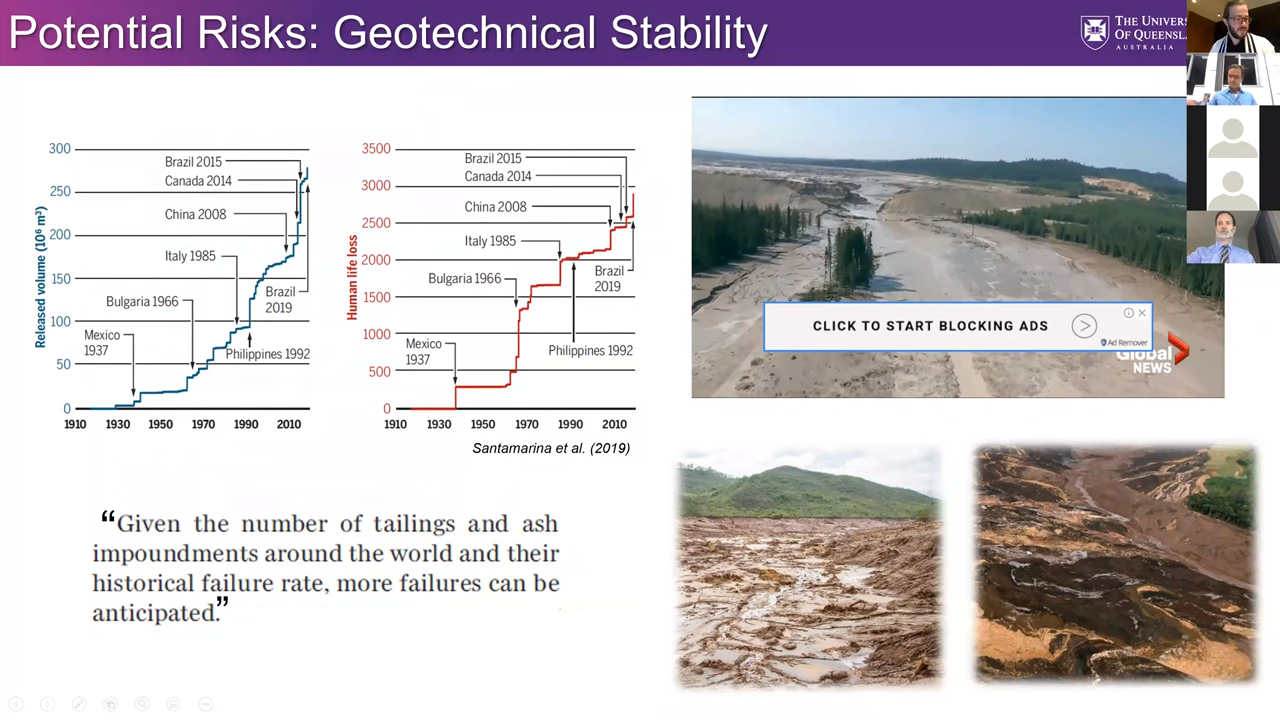 Potential Risks: Geotechnical Stability
THE UNIVERS
OF QUEENSLA
AUSTRALIA
300
250
200
150
100
50
0
Released volume (10⁶ m³)
Brazil 2015
Canada 2014
China 2008
Italy 1985
Bulgaria 1966
Mexico
1937
Brazil
2019
Philippines 1992
1910 1930 1950 1970 1990 2010
3500
3000
2500
2000
1500
1000
500
0
Human life loss
Brazil 2015
Canada 2014
China 2008
Italy 1985
Bulgaria 1966
Mexico
1937
Brazil
2019
Philippines 1992
1910 1930 1950 1970 1990 2010
Santamarina et al. (2019)
“Given the number of tailings and ash
impoundments around the world and their
historical failure rate, more failures can be
anticipated.”
CLICK TO START BLOCKING ADS
Ad Remover
Global
NEWS